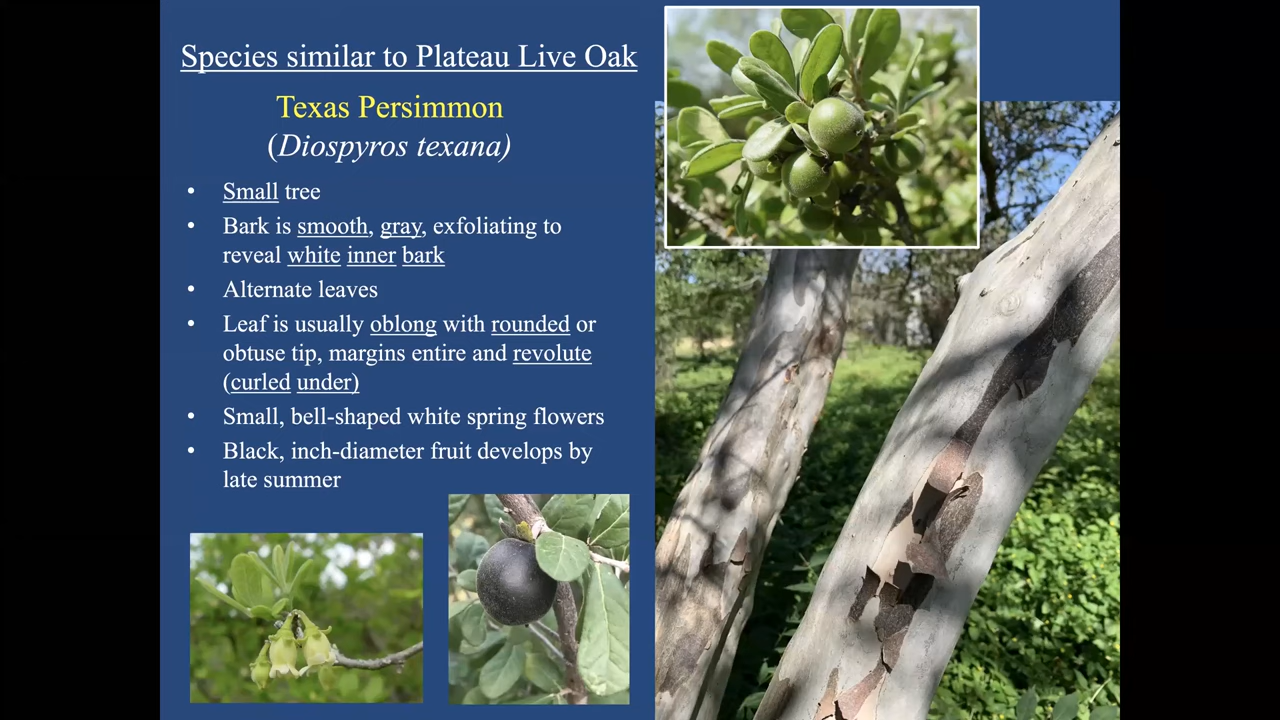 Species similar to Plateau Live Oak
Texas Persimmon
(Diospyros texana)
• Small tree
• Bark is smooth, gray, exfoliating to
reveal white inner bark
• Alternate leaves
• Leaf is usually oblong with rounded or
obtuse tip, margins entire and revolute
(curled under)
• Small, bell-shaped white spring flowers
• Black, inch-diameter fruit develops by
late summer